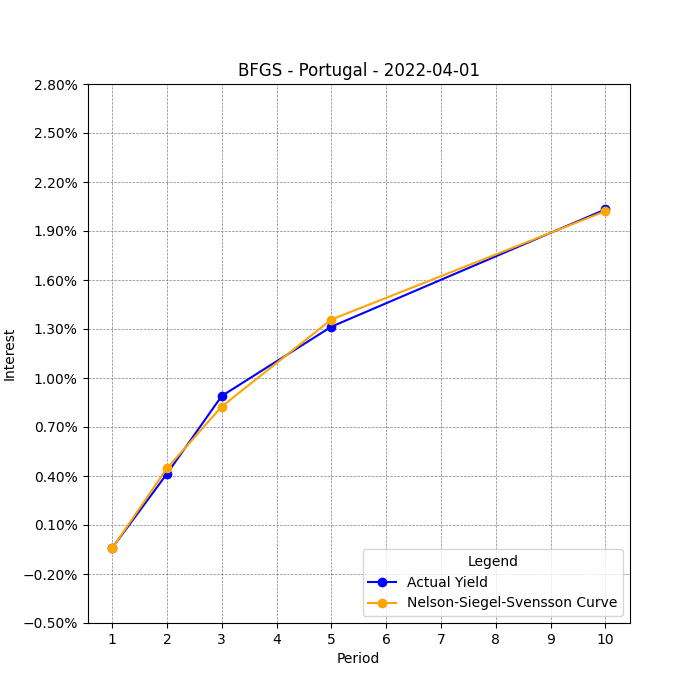 BFGS - Portugal - 2022-04-01
2.80%
2.50%
2.20%
1.90%
1.60%
1.30%
1.00%
0.70%
0.40%
0.10%
−0.20%
−0.50%
Interest
Legend
Actual Yield
Nelson-Siegel-Svensson Curve
1 2 3 4 5 6 7 8 9 10
Period